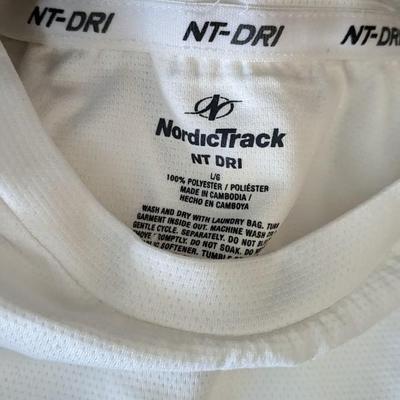 NT-DRI NT-DRI NT-DRI
NordicTrack
NT DRI
L/G
100% POLYESTER / POLIÉSTER
MADE IN CAMBODIA /
HECHO EN CAMBOYA
WASH AND DRY WITH LAUNDRY BAG.
GARMENT INSIDE OUT. MACHINE WASH
GENTLE CYCLE. SEPARATELY. DO NOT
PROMPTLY. DO NOT SOAK. DO
SOFTENER. TUMBLE